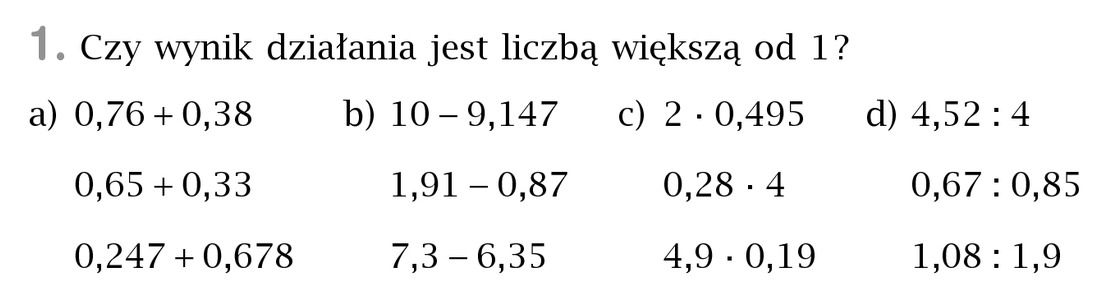 1. Czy wynik działania jest liczbą większą od 1?
a) 0,76 + 0,38 b) 10 – 9,147 c) 2 · 0,495 d) 4,52 : 4
0,65 + 0,33 1,91 – 0,87 0,28 · 4 0,67 : 0,85
0,247 + 0,678 7,3 – 6,35 4,9 · 0,19 1,08 : 1,9